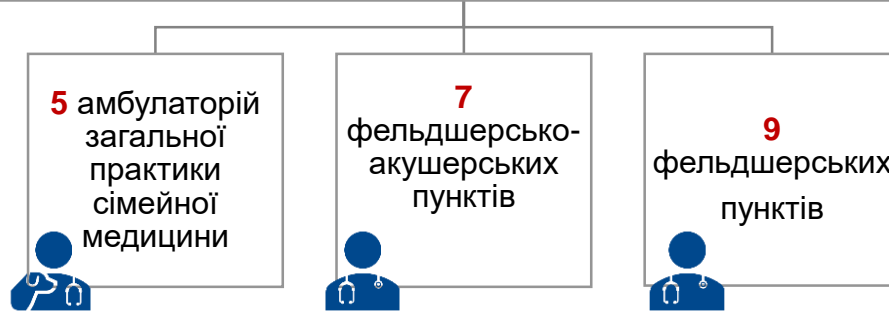 5 амбулаторій
загальної
практики
сімейної
медицини
7
фельдшерсько-
акушерських
пунктів
9
фельдшерських
пунктів